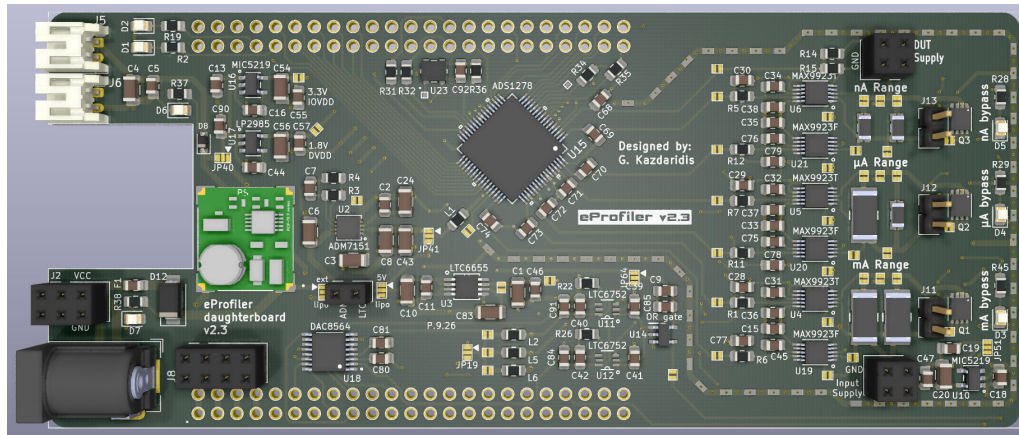 J5
D2
D1
R19
R2
J6
C4
C5
R37
D6
C13
U16
MIC5219
C54
C16
3.3V
IOVDD
C55
C90
D8
U17
LP2985
C56
C57
1.8V
DVDD
JP40
C44
R31
R32
U23
C92
R36
ADS1278
R34
R35
C68
C69
U15
C70
C71
C72
C73
C74
L1
Designed by:
G. Kazdaridis
eProfiler v2.3
PS
C7
R4
R3
C6
U2
ADM7151
C3
C2
C24
C8
C43
JP41
J2
VCC
GND
F1
R38
D7
D12
eProfiler
daughterboard
v2.3
ext
5V
C10
C11
LTC6655
U3
C83
C1
C46
P.9.26
DAC8564
U18
C81
C80
JP19
L2
L5
L6
J8
R22
C91
C40
LTC6752
U11
C39
JP64
C85
C9
OR gate
U14
R26
C84
C42
LTC6752
U12
C41
C30
C34
R5
C38
C35
C76
R12
C79
C29
C32
R7
C33
C75
R11
C78
C31
R1
C36
C15
C77
R6
C45
R14
R15
MAX9923T
U6
MAX9923F
U21
MAX9923T
U5
MAX9923F
U20
U4
MAX9923F
U19
GND
DUT
Supply
nA Range
J13
Q3
R28
nA bypass
D5
µA Range
J12
Q2
R29
µA bypass
D4
mA Range
J11
Q1
R45
mA bypass
D3
JP51
C19
MIC5219
GND
Input
Supply
C47
C20
U10
C18